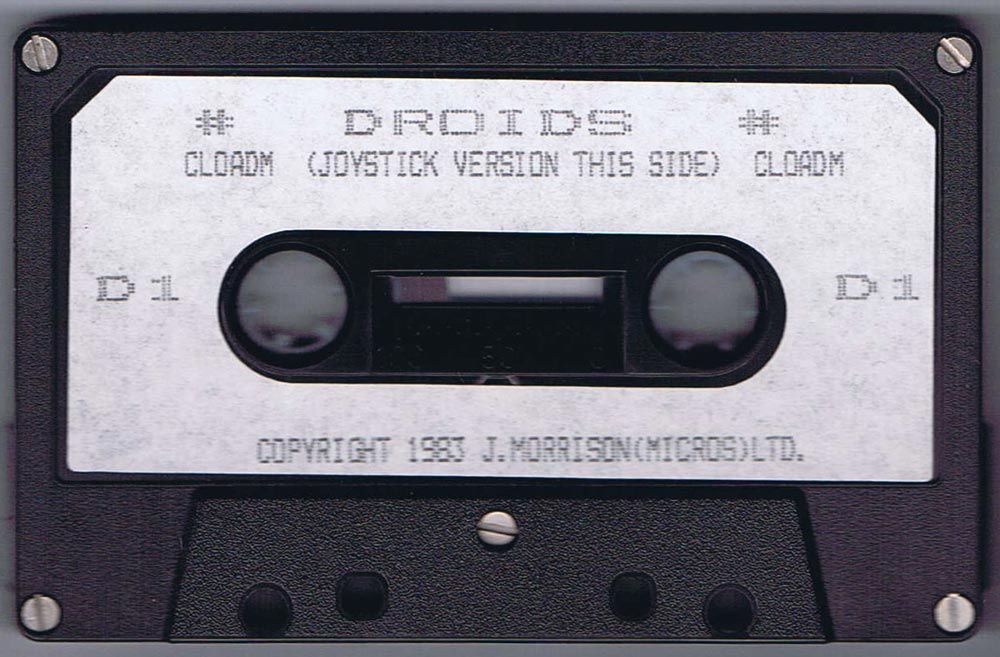 # DROIDS #
CLOADM (JOYSTICK VERSION THIS SIDE) CLOADM
D1 D1
COPYRIGHT 1983 J.MORRISON(MICROS)LTD.